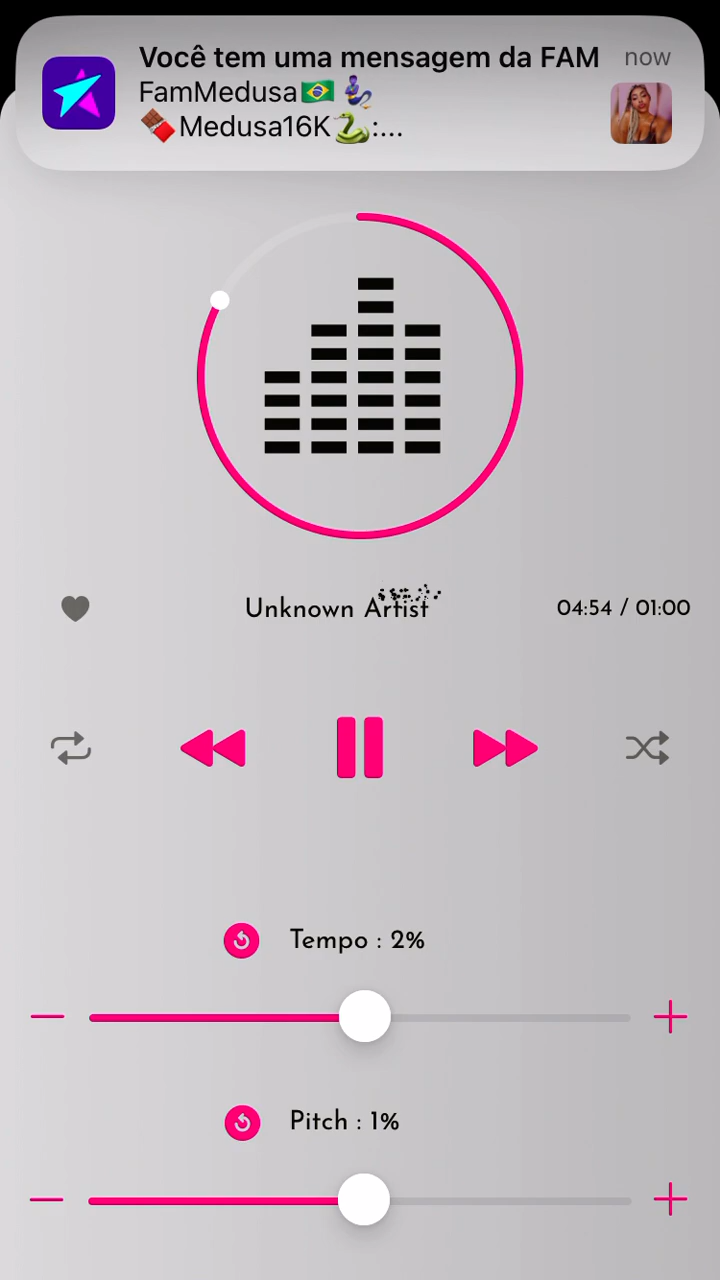 Você tem uma mensagem da FAM now
FamMedusa🇧🇷🧞‍♂️
🍫Medusa16K🐍:...
Unknown Artist
04:54 / 01:00
Tempo : 2%
Pitch : 1%